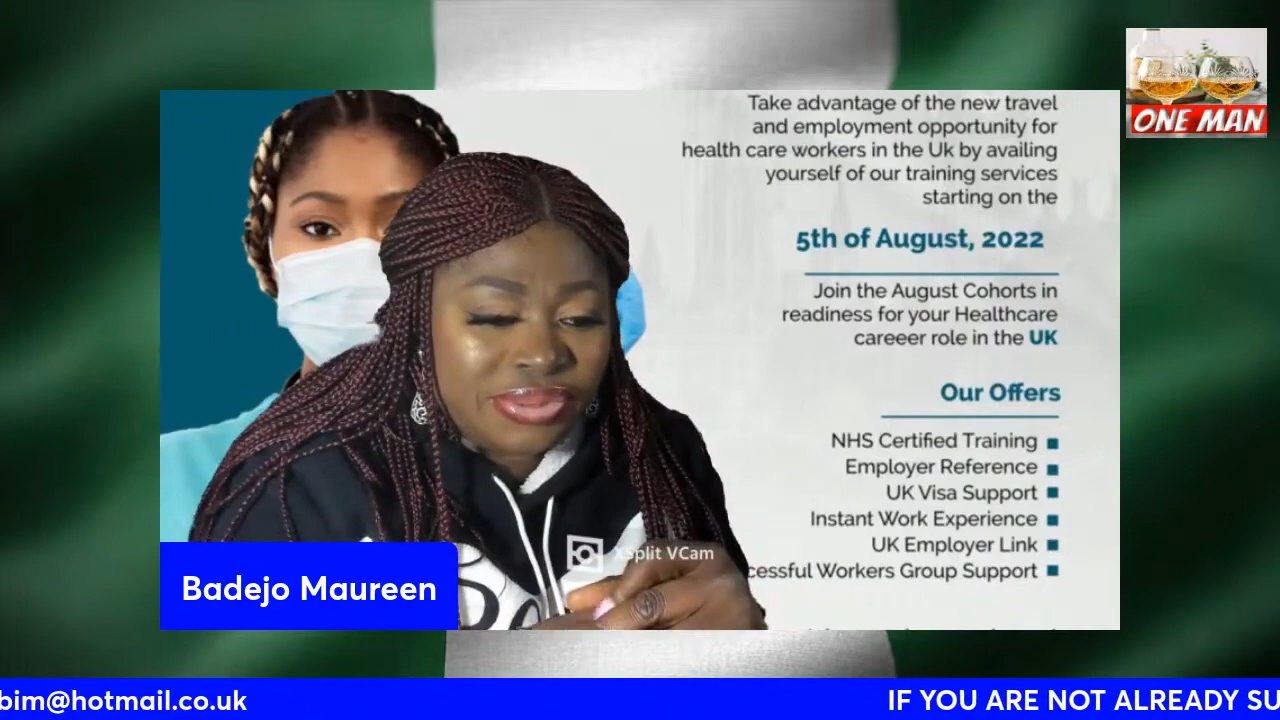 ONE MAN
Take advantage of the new travel
and employment opportunity for
health care workers in the Uk by availing
yourself of our training services
starting on the
5th of August, 2022
Join the August Cohorts in
readiness for your Healthcare
careeer role in the UK
Our Offers
NHS Certified Training
Employer Reference
UK Visa Support
Instant Work Experience
UK Employer Link
cessful Workers Group Support
XSplit VCam
Badejo Maureen
bim@hotmail.co.uk
IF YOU ARE NOT ALREADY SU